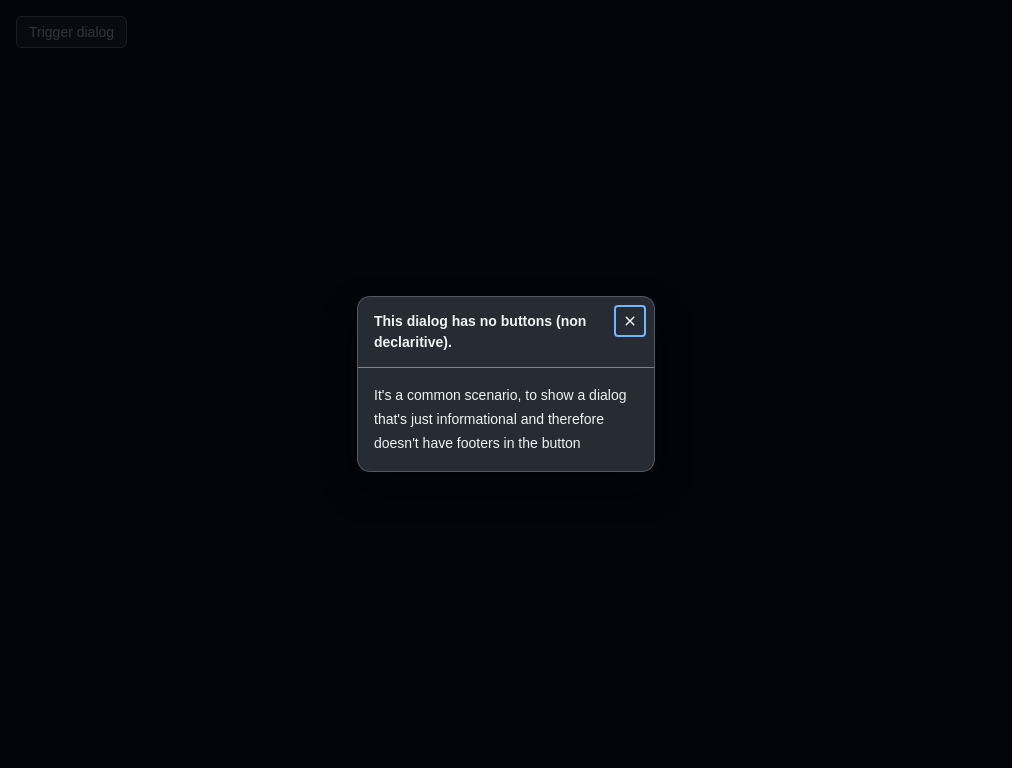 Trigger dialog
This dialog has no buttons (non
declaritive).
It's a common scenario, to show a dialog
that's just informational and therefore
doesn't have footers in the button